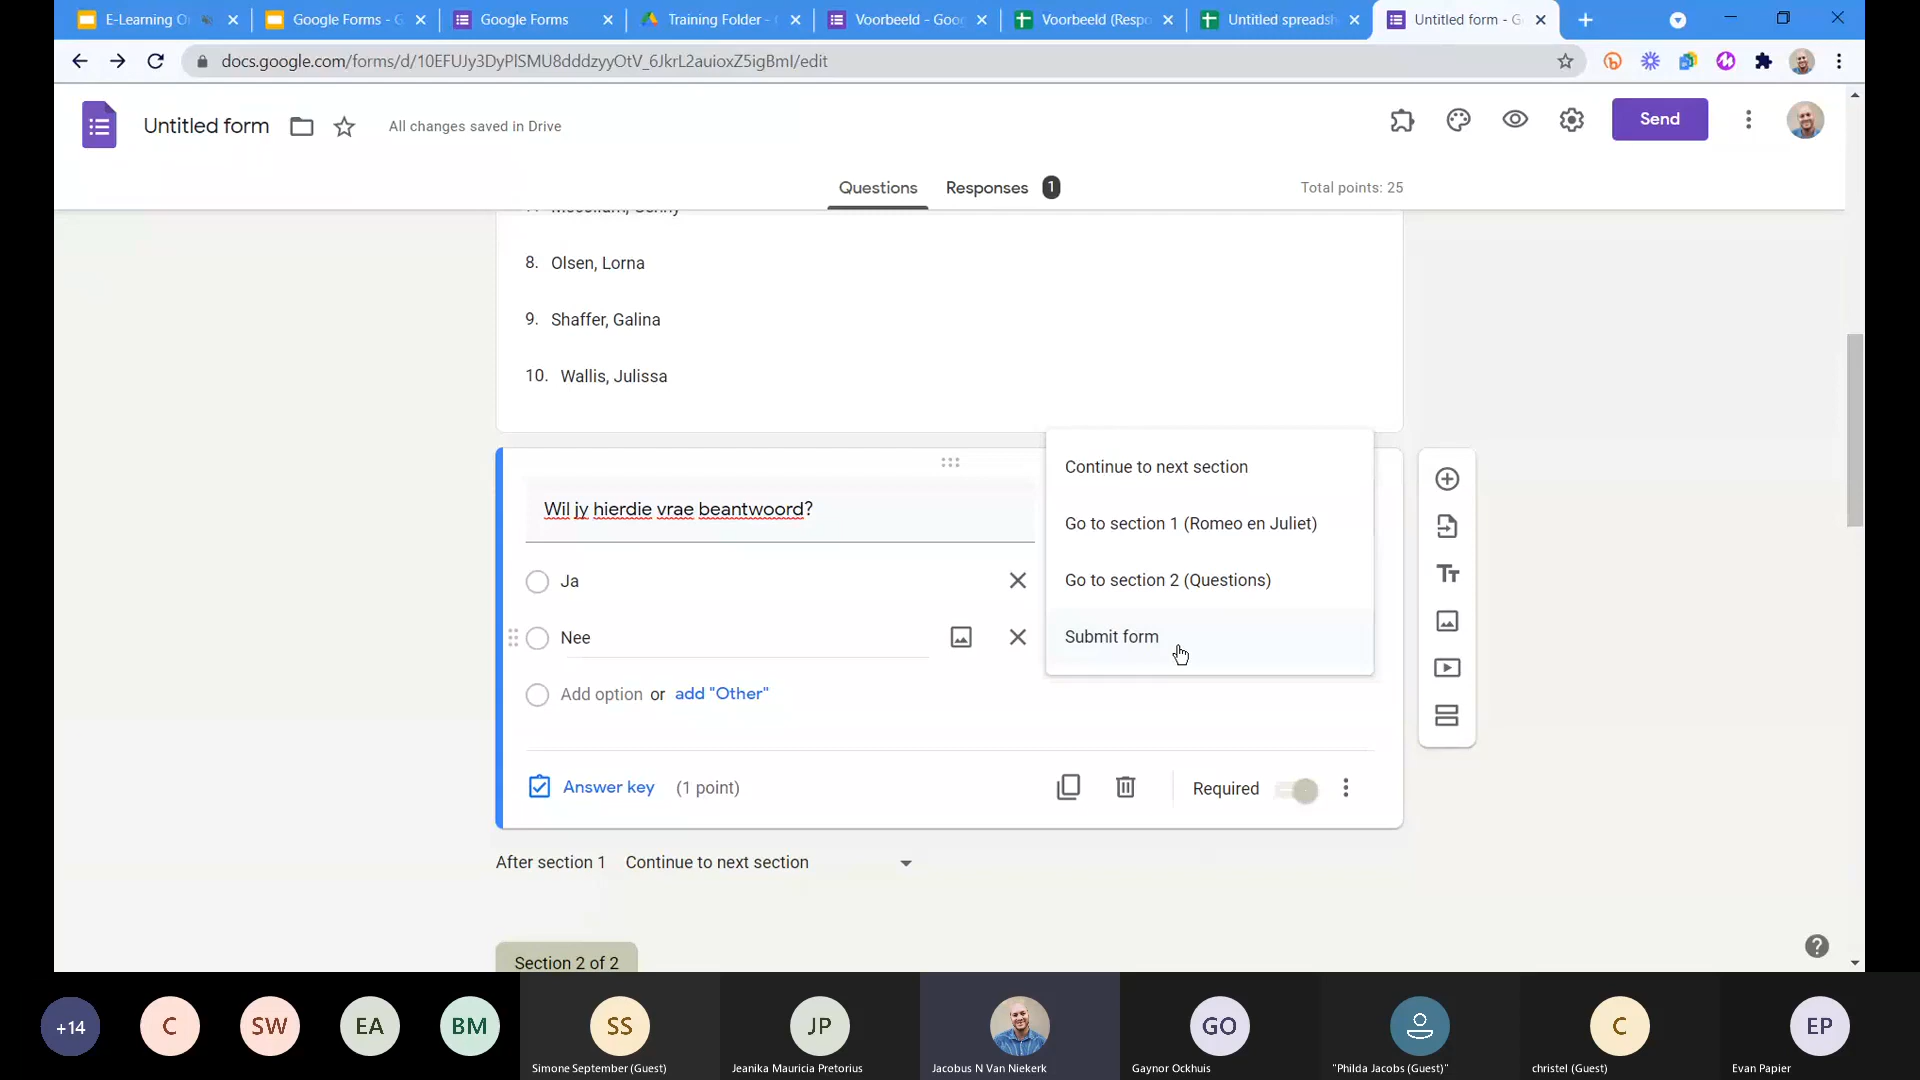 E-Learning O
Google Forms - G
Google Forms
Training Folder -
Voorbeeld - Goo
Voorbeeld (Respo
Untitled spreadsh
Untitled form - G
docs.google.com/forms/d/10EFUJy3DyPlSMU8dddzyyOtV_6JkrL2auioxZ5igBmI/edit
Untitled form
All changes saved in Drive
Send
Questions
Responses 1
Total points: 25
8. Olsen, Lorna
9. Shaffer, Galina
10. Wallis, Julissa
Continue to next section
Wil jy hierdie vrae beantwoord?
Go to section 1 (Romeo en Juliet)
Ja
Go to section 2 (Questions)
Nee
Submit form
Add option or add "Other"
Answer key (1 point)
Required
After section 1 Continue to next section
Section 2 of 2
+14
C
SW
EA
BM
SS
JP
GO
C
EP
Simone September (Guest)
Jeanika Mauricia Pretorius
Jacobus N Van Niekerk
Gaynor Ockhuis
"Philda Jacobs (Guest)"
christel (Guest)
Evan Papier